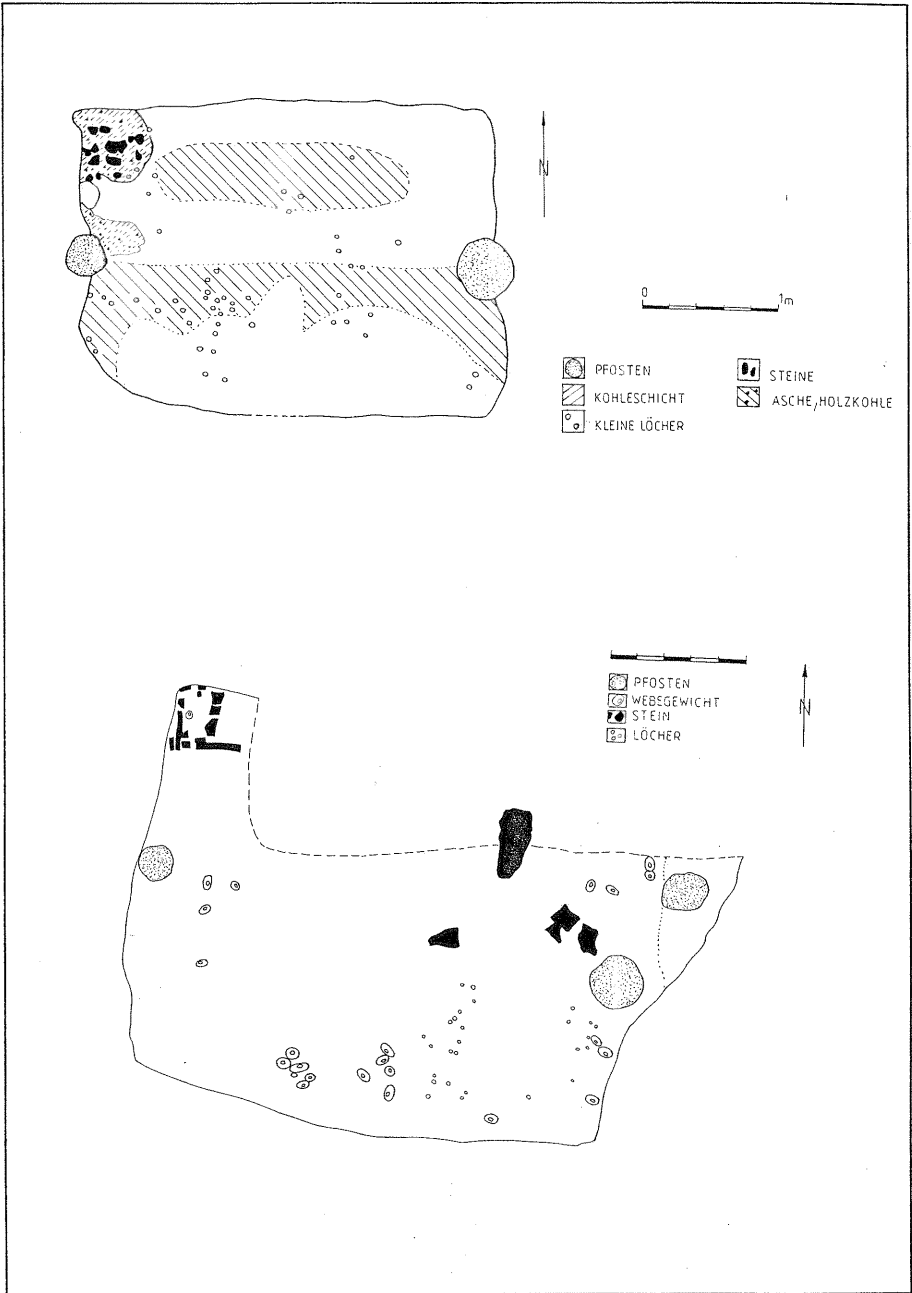 N
0 1m
PFOSTEN
KOHLESCHICHT
KLEINE LÖCHER
STEINE
ASCHE/HOLZKOHLE
PFOSTEN
WEBEGEWICHT
STEIN
LÖCHER
N